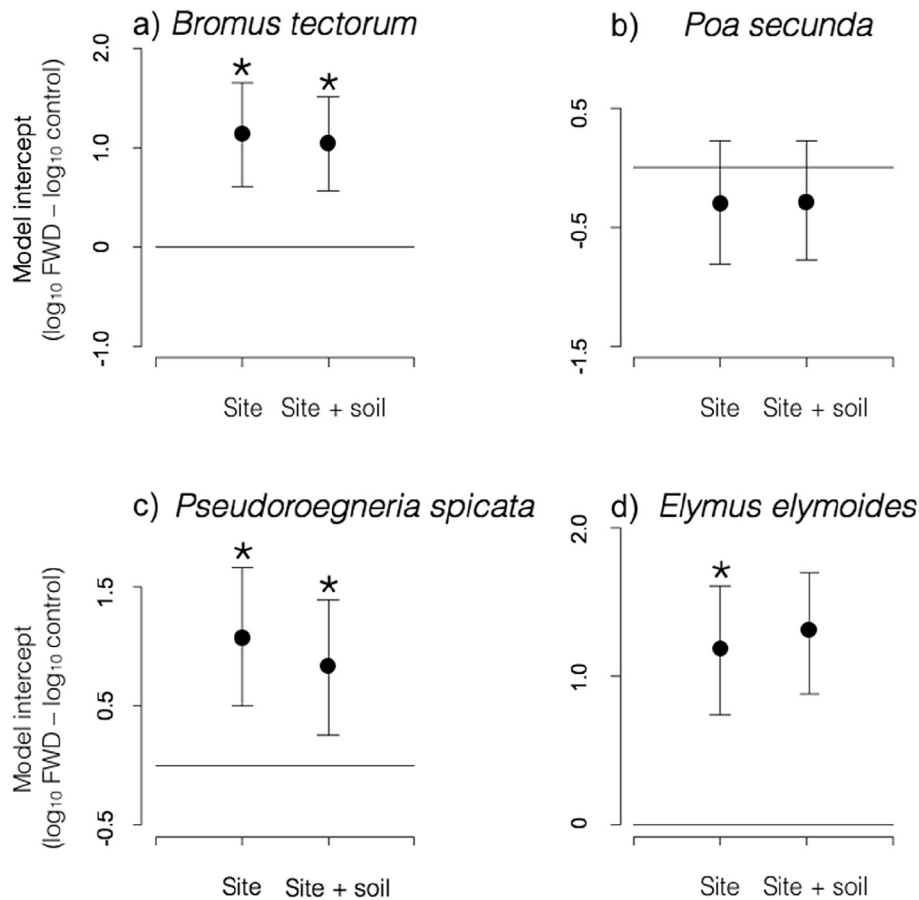 a) Bromus tectorum
b) Poa secunda
Model intercept
(log₁₀ FWD – log₁₀ control)
2.0
1.0
0
-1.0
*
*
Site
Site + soil
0.5
-0.5
-1.5
Site
Site + soil
c) Pseudoroegneria spicata
d) Elymus elymoides
Model intercept
(log₁₀ FWD – log₁₀ control)
1.5
0.5
-0.5
*
*
Site
Site + soil
2.0
1.0
0
*
Site
Site + soil